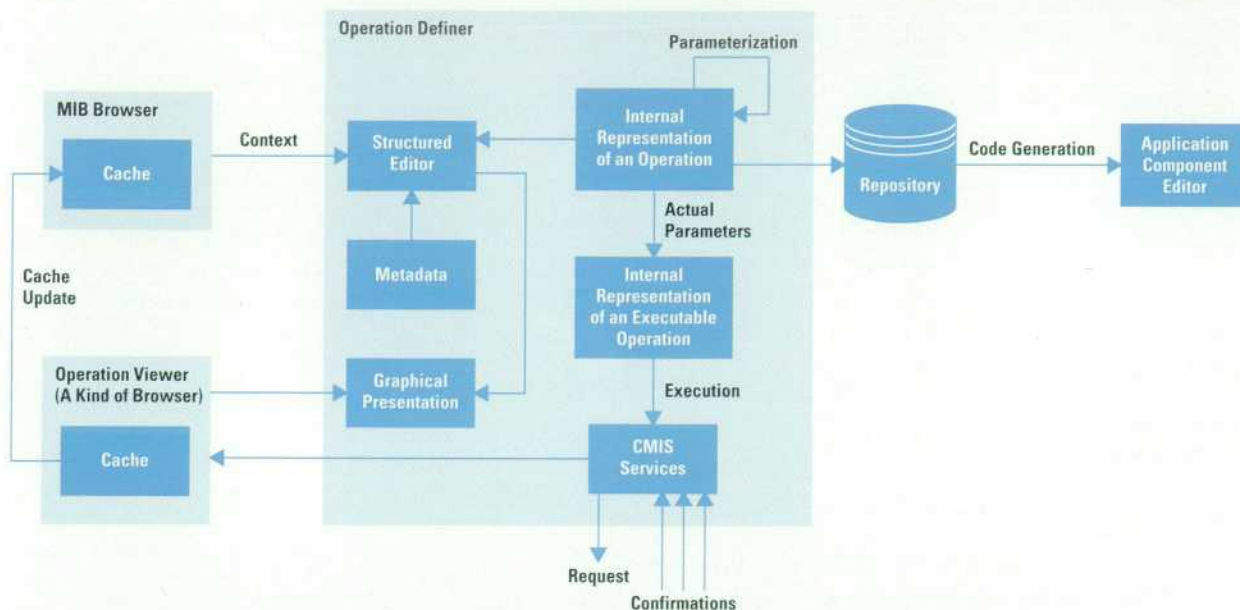 Operation Definer
Parameterization
MIB Browser
Cache
Context
Structured
Editor
Internal
Representation
of an Operation
Repository
Code Generation
Application
Component
Editor
Actual
Parameters
Metadata
Cache
Update
Internal
Representation
of an Executable
Operation
Operation Viewer
(A Kind of Browser)
Graphical
Presentation
Execution
Cache
CMIS
Services
Request
Confirmations